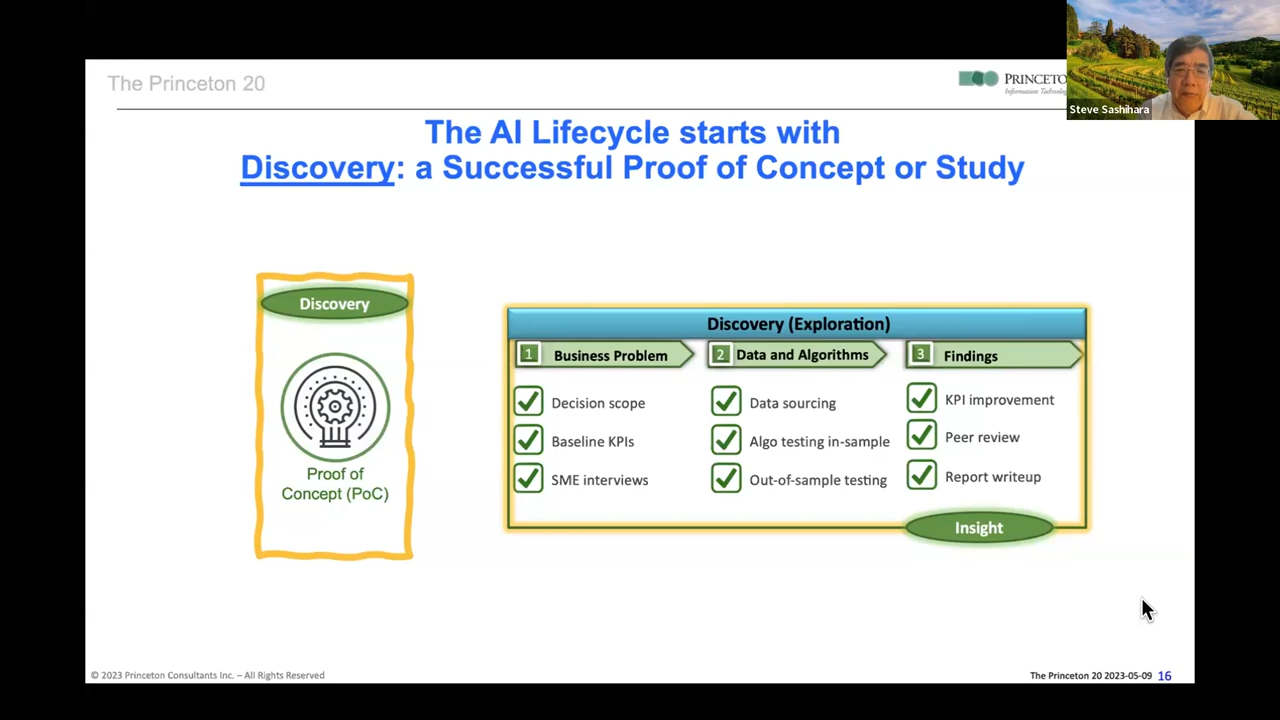 The Princeton 20
PRINCETO
Information Technology
Steve Sashihara
The AI Lifecycle starts with
Discovery: a Successful Proof of Concept or Study
Discovery
Proof of
Concept (PoC)
Discovery (Exploration)
1 Business Problem
2 Data and Algorithms
3 Findings
Decision scope
Data sourcing
KPI improvement
Baseline KPIs
Algo testing in-sample
Peer review
SME interviews
Out-of-sample testing
Report writeup
Insight
© 2023 Princeton Consultants Inc. – All Rights Reserved
The Princeton 20 2023-05-09 16